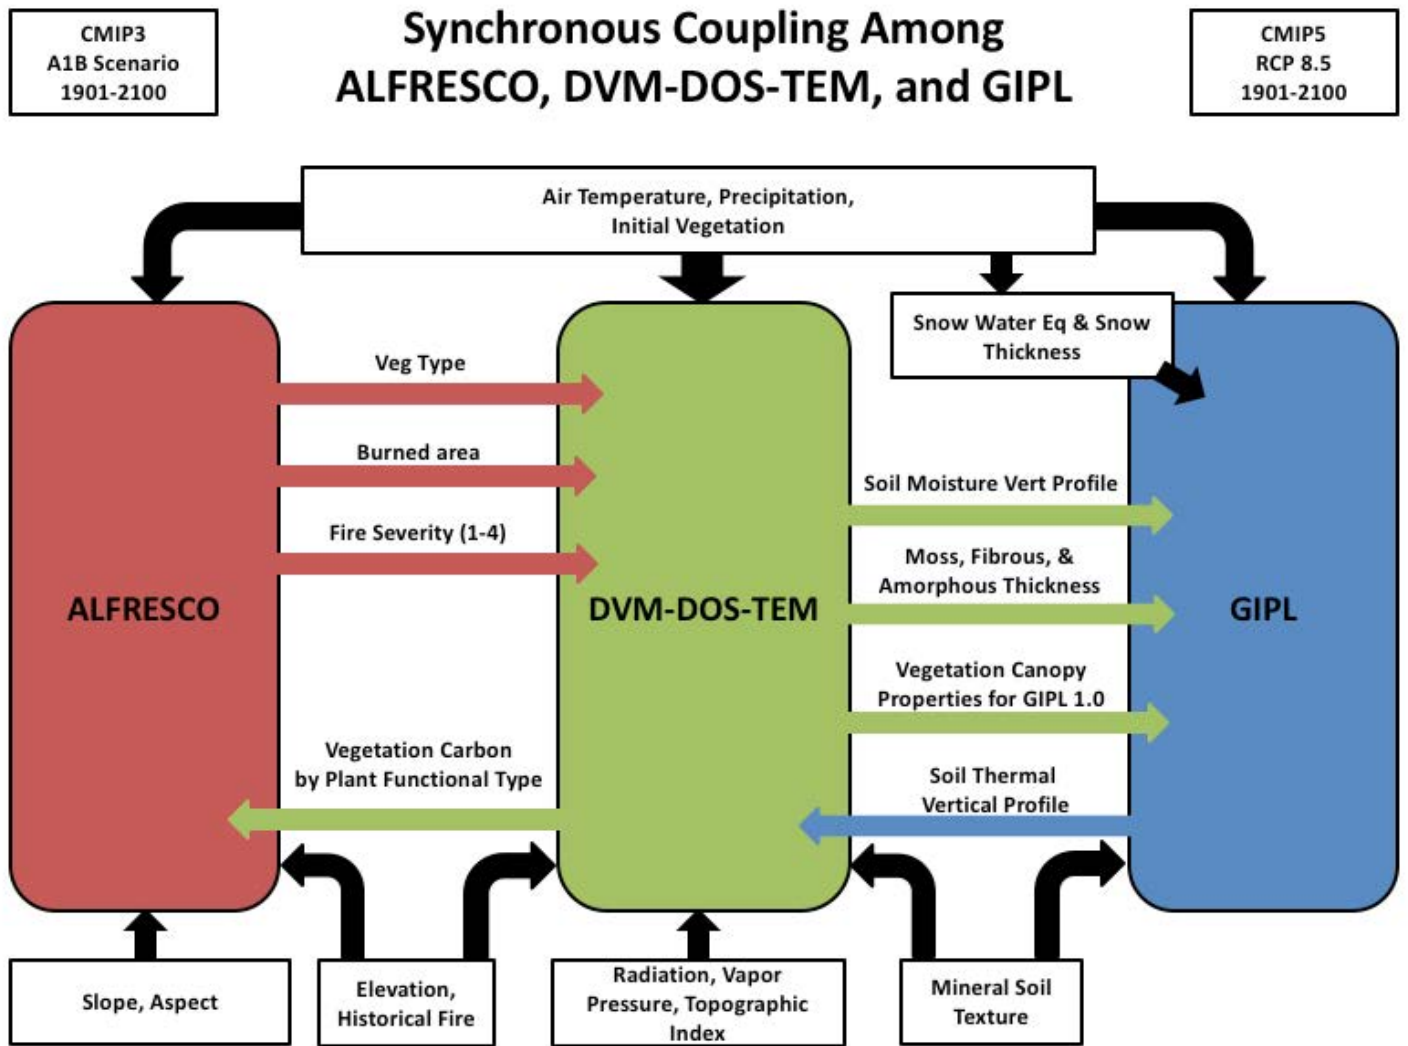 CMIP3
A1B Scenario
1901-2100
Synchronous Coupling Among
ALFRESCO, DVM-DOS-TEM, and GIPL
CMIP5
RCP 8.5
1901-2100
Air Temperature, Precipitation,
Initial Vegetation
Snow Water Eq & Snow
Thickness
Veg Type
Burned area
Fire Severity (1-4)
Soil Moisture Vert Profile
Moss, Fibrous, &
Amorphous Thickness
ALFRESCO
DVM-DOS-TEM
GIPL
Vegetation Canopy
Properties for GIPL 1.0
Vegetation Carbon
by Plant Functional Type
Soil Thermal
Vertical Profile
Slope, Aspect
Elevation,
Historical Fire
Radiation, Vapor
Pressure, Topographic
Index
Mineral Soil
Texture